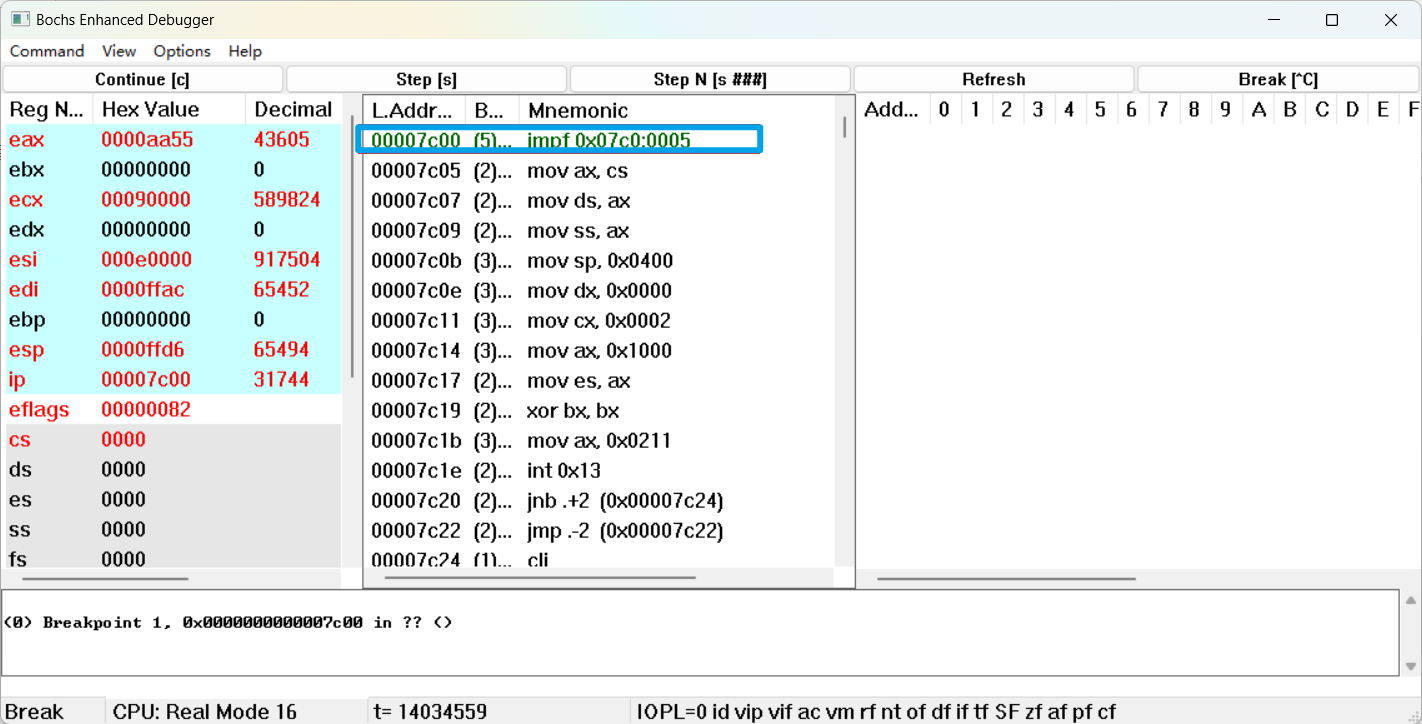 Bochs Enhanced Debugger
Command View Options Help
Continue [c] Step [s] Step N [s ###] Refresh Break [^C]
Reg N... Hex Value Decimal
eax 0000aa55 43605
ebx 00000000 0
ecx 00090000 589824
edx 00000000 0
esi 000e0000 917504
edi 0000ffac 65452
ebp 00000000 0
esp 0000ffd6 65494
ip 00007c00 31744
eflags 00000082
cs 0000
ds 0000
es 0000
ss 0000
fs 0000
L.Addr... B... Mnemonic
00007c00 (5)... jmpf 0x07c0:0005
00007c05 (2)... mov ax, cs
00007c07 (2)... mov ds, ax
00007c09 (2)... mov ss, ax
00007c0b (3)... mov sp, 0x0400
00007c0e (3)... mov dx, 0x0000
00007c11 (3)... mov cx, 0x0002
00007c14 (3)... mov ax, 0x1000
00007c17 (2)... mov es, ax
00007c19 (2)... xor bx, bx
00007c1b (3)... mov ax, 0x0211
00007c1e (2)... int 0x13
00007c20 (2)... jnb .+2 (0x00007c24)
00007c22 (2)... jmp .-2 (0x00007c22)
00007c24 (1)... cli
Add... 0 1 2 3 4 5 6 7 8 9 A B C D E F
(0) Breakpoint 1, 0x0000000000007c00 in ?? ()
Break CPU: Real Mode 16 t= 14034559 IOPL=0 id vip vif ac vm rf nt of df if tf SF zf af pf cf